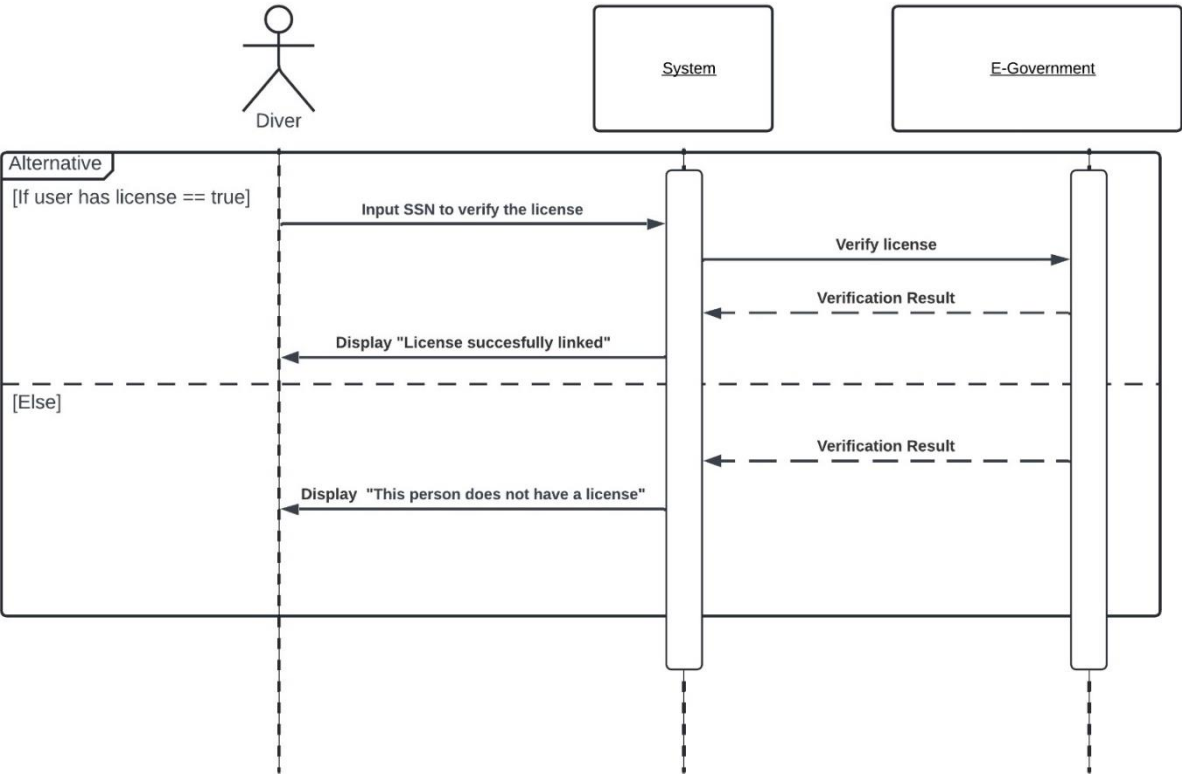 System
E-Government
Diver
Alternative
[If user has license == true]
Input SSN to verify the license
Verify license
Verification Result
Display "License succesfully linked"
[Else]
Verification Result
Display "This person does not have a license"